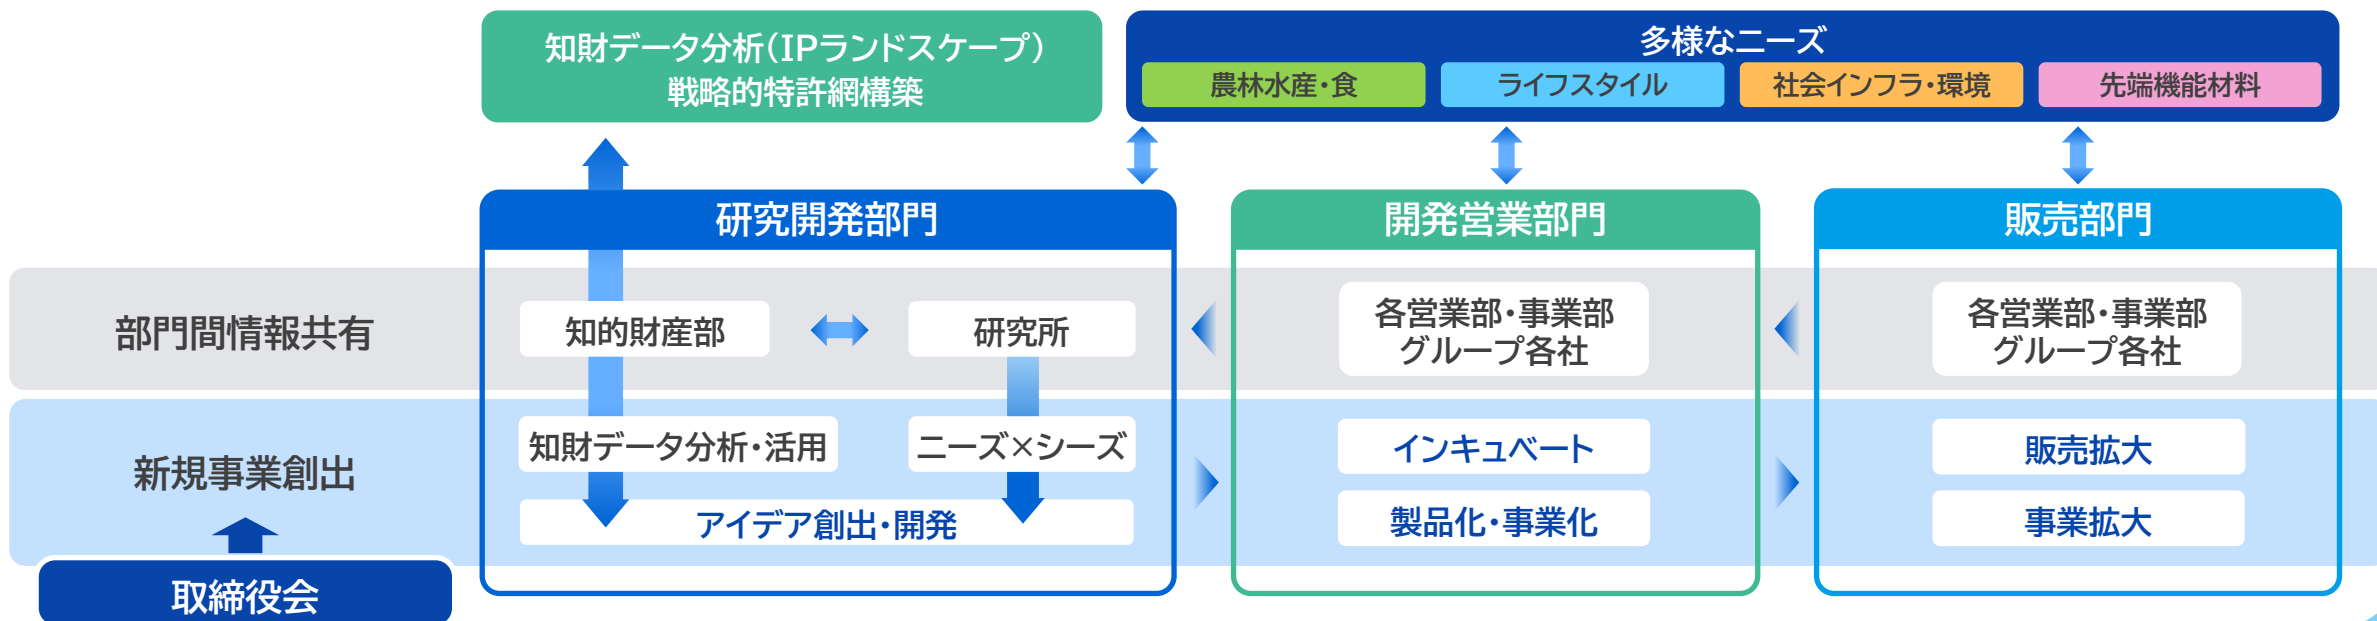 知財データ分析（IPランドスケープ）
戦略的特許網構築
多様なニーズ
農林水産・食
ライフスタイル
社会インフラ・環境
先端機能材料
研究開発部門
開発営業部門
販売部門
部門間情報共有
知的財産部
研究所
各営業部・事業部
グループ各社
各営業部・事業部
グループ各社
新規事業創出
知財データ分析・活用
ニーズ×シーズ
アイデア創出・開発
インキュベート
製品化・事業化
販売拡大
事業拡大
取締役会